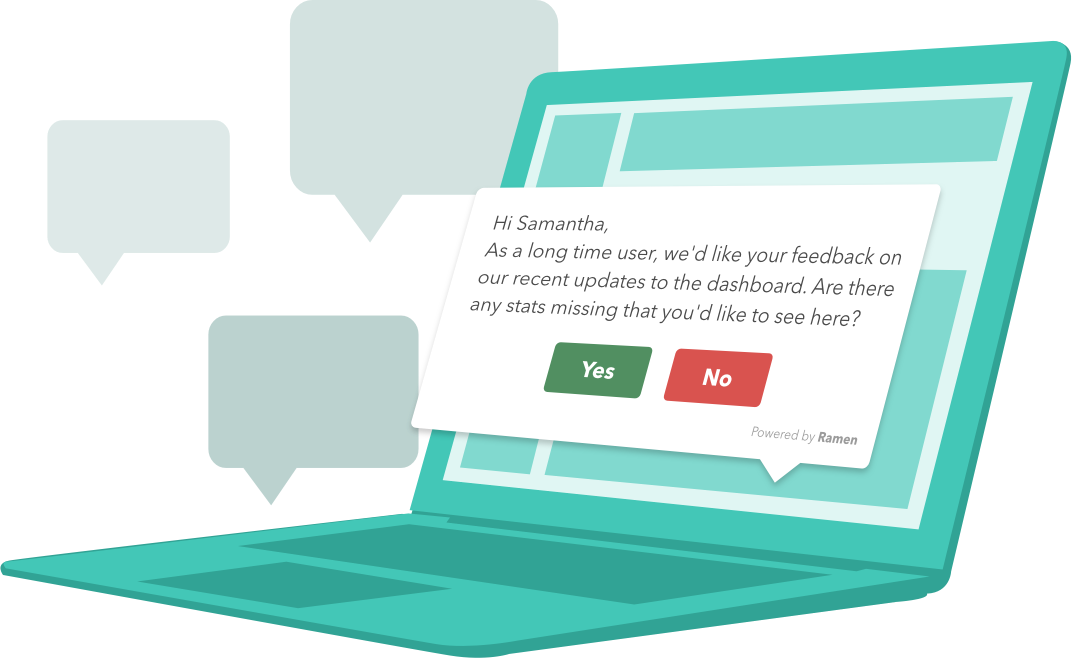 Hi Samantha,
As a long time user, we'd like your feedback on
our recent updates to the dashboard. Are there
any stats missing that you'd like to see here?
Yes
No
Powered by Ramen